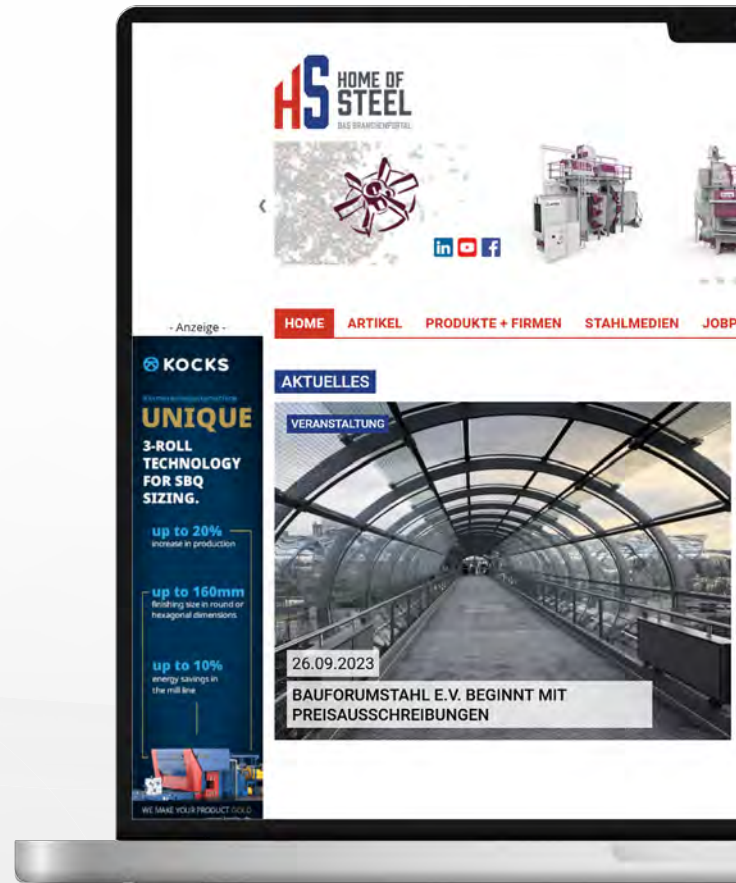 HOME OF
STEEL
DAS BRANCHENPORTAL
- Anzeige -
HOME ARTIKEL PRODUKTE + FIRMEN STAHLMEDIEN JOBP
KOCKS
UNIQUE
3-ROLL
TECHNOLOGY
FOR SBQ
SIZING.
up to 20%
increase in production
up to 160mm
finishing size in round or
hexagonal dimensions
up to 10%
energy savings in
the mill line
WE MAKE YOUR PRODUCT GOLD
AKTUELLES
VERANSTALTUNG
26.09.2023
BAUFORUMSTAHL E.V. BEGINNT MIT
PREISAUSSCHREIBUNGEN